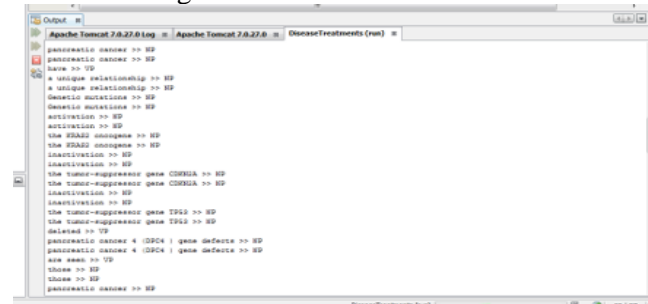 Output
Apache Tomcat 7.0.27.0 Log Apache Tomcat 7.0.27.0 DiseaseTreatments (run)
pancreatic cancer >> NP
pancreatic cancer >> NP
have >> VP
a unique relationship >> NP
a unique relationship >> NP
Genetic mutations >> NP
Genetic mutations >> NP
activation >> NP
activation >> NP
the KRAS2 oncogene >> NP
the KRAS2 oncogene >> NP
inactivation >> NP
inactivation >> NP
the tumor-suppressor gene CDKN2A >> NP
the tumor-suppressor gene CDKN2A >> NP
inactivation >> NP
inactivation >> NP
the tumor-suppressor gene TP53 >> NP
the tumor-suppressor gene TP53 >> NP
deleted >> VP
pancreatic cancer 4 (DPC4 ) gene defects >> NP
pancreatic cancer 4 (DPC4 ) gene defects >> NP
are seen >> VP
those >> NP
those >> NP
pancreatic cancer >> NP